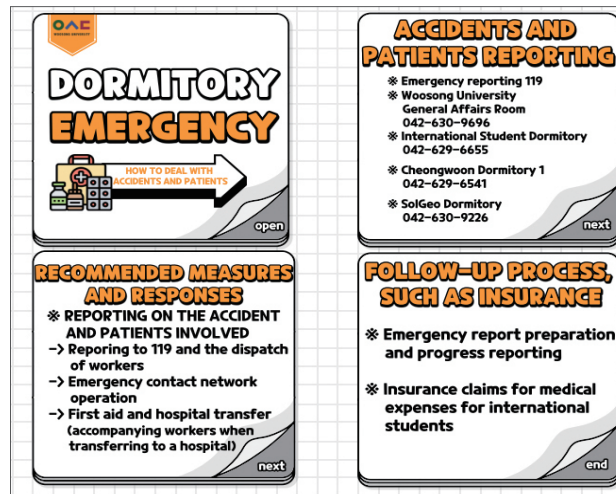 WOOSONG UNIVERSITY
DORMITORY
EMERGENCY
HOW TO DEAL WITH
ACCIDENTS AND PATIENTS
open
ACCIDENTS AND
PATIENTS REPORTING
※ Emergency reporting 119
※ Woosong University
General Affairs Room
042-630-9696
※ International Student Dormitory
042-629-6655
※ Cheongwoon Dormitory 1
042-629-6541
※ SolGeo Dormitory
042-630-9226
next
RECOMMENDED MEASURES
AND RESPONSES
※ REPORTING ON THE ACCIDENT
AND PATIENTS INVOLVED
-> Reporing to 119 and the dispatch
of workers
-> Emergency contact network
operation
-> First aid and hospital transfer
(accompanying workers when
transferring to a hospital)
next
FOLLOW-UP PROCESS,
SUCH AS INSURANCE
※ Emergency report preparation
and progress reporting
※ Insurance claims for medical
expenses for international
students
end